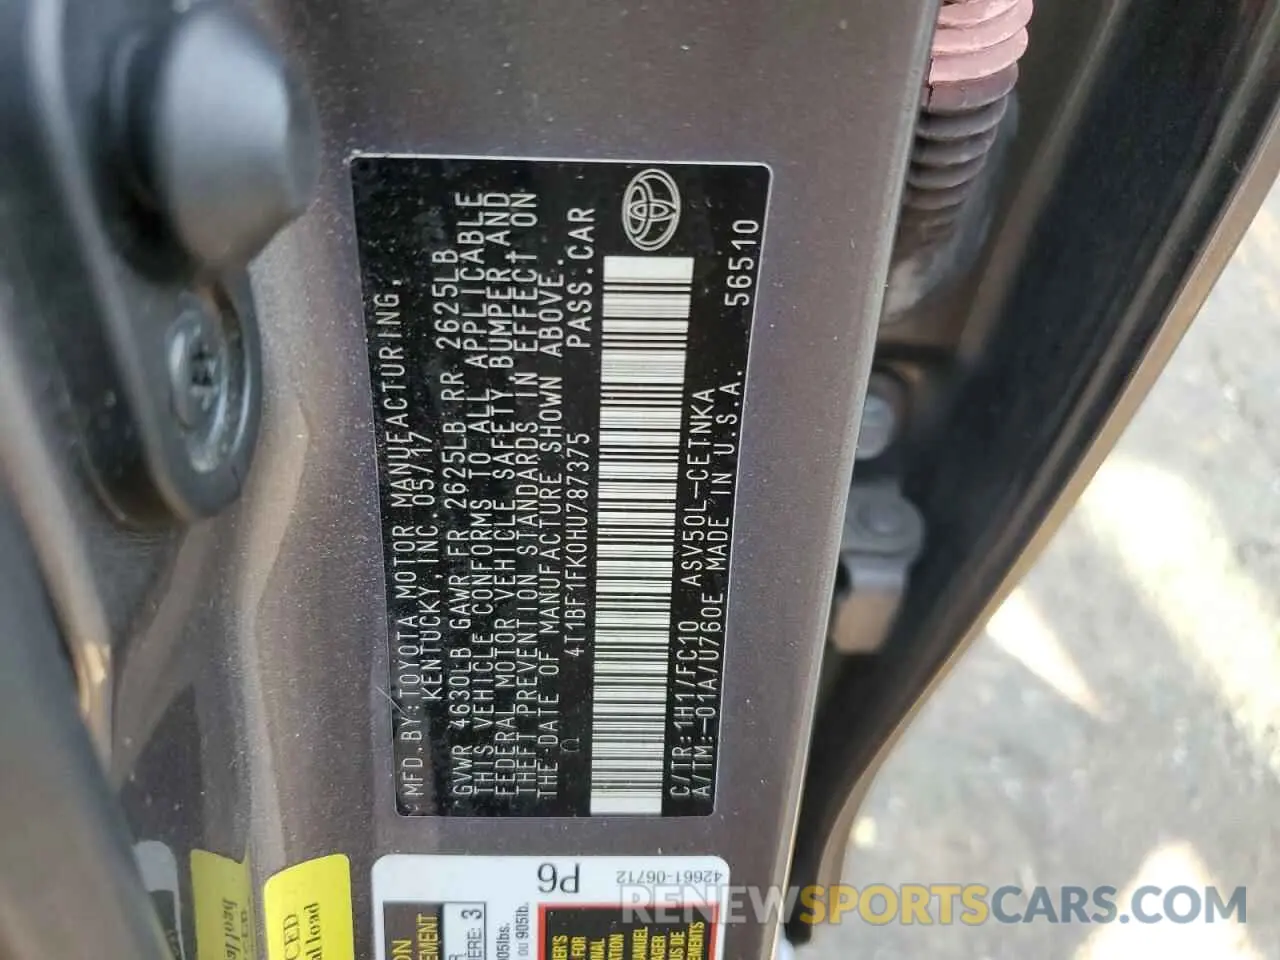 MFD.BY:TOYOTA MOTOR MANUFACTURING,
KENTUCKY,INC. 05/17
GVWR 4630LB GAWR FR 2625LB RR 2625LB
THIS VEHICLE CONFORMS TO ALL APPLICABLE
FEDERAL MOTOR VEHICLE SAFETY, BUMPER,AND
THEFT PREVENTION STANDARDS IN EFFECT ON
THE DATE OF MANUFACTURE SHOWN ABOVE.
4T1BF1FK0HU787375 PASS.CAR
C/TR:1H1/FC10 ASV50L-CETNKA
A/TM:-01A/U760E MADE IN U.S.A. 56510
P6
42661-06712
905lb.
RENEWSPORTSCARS.COM